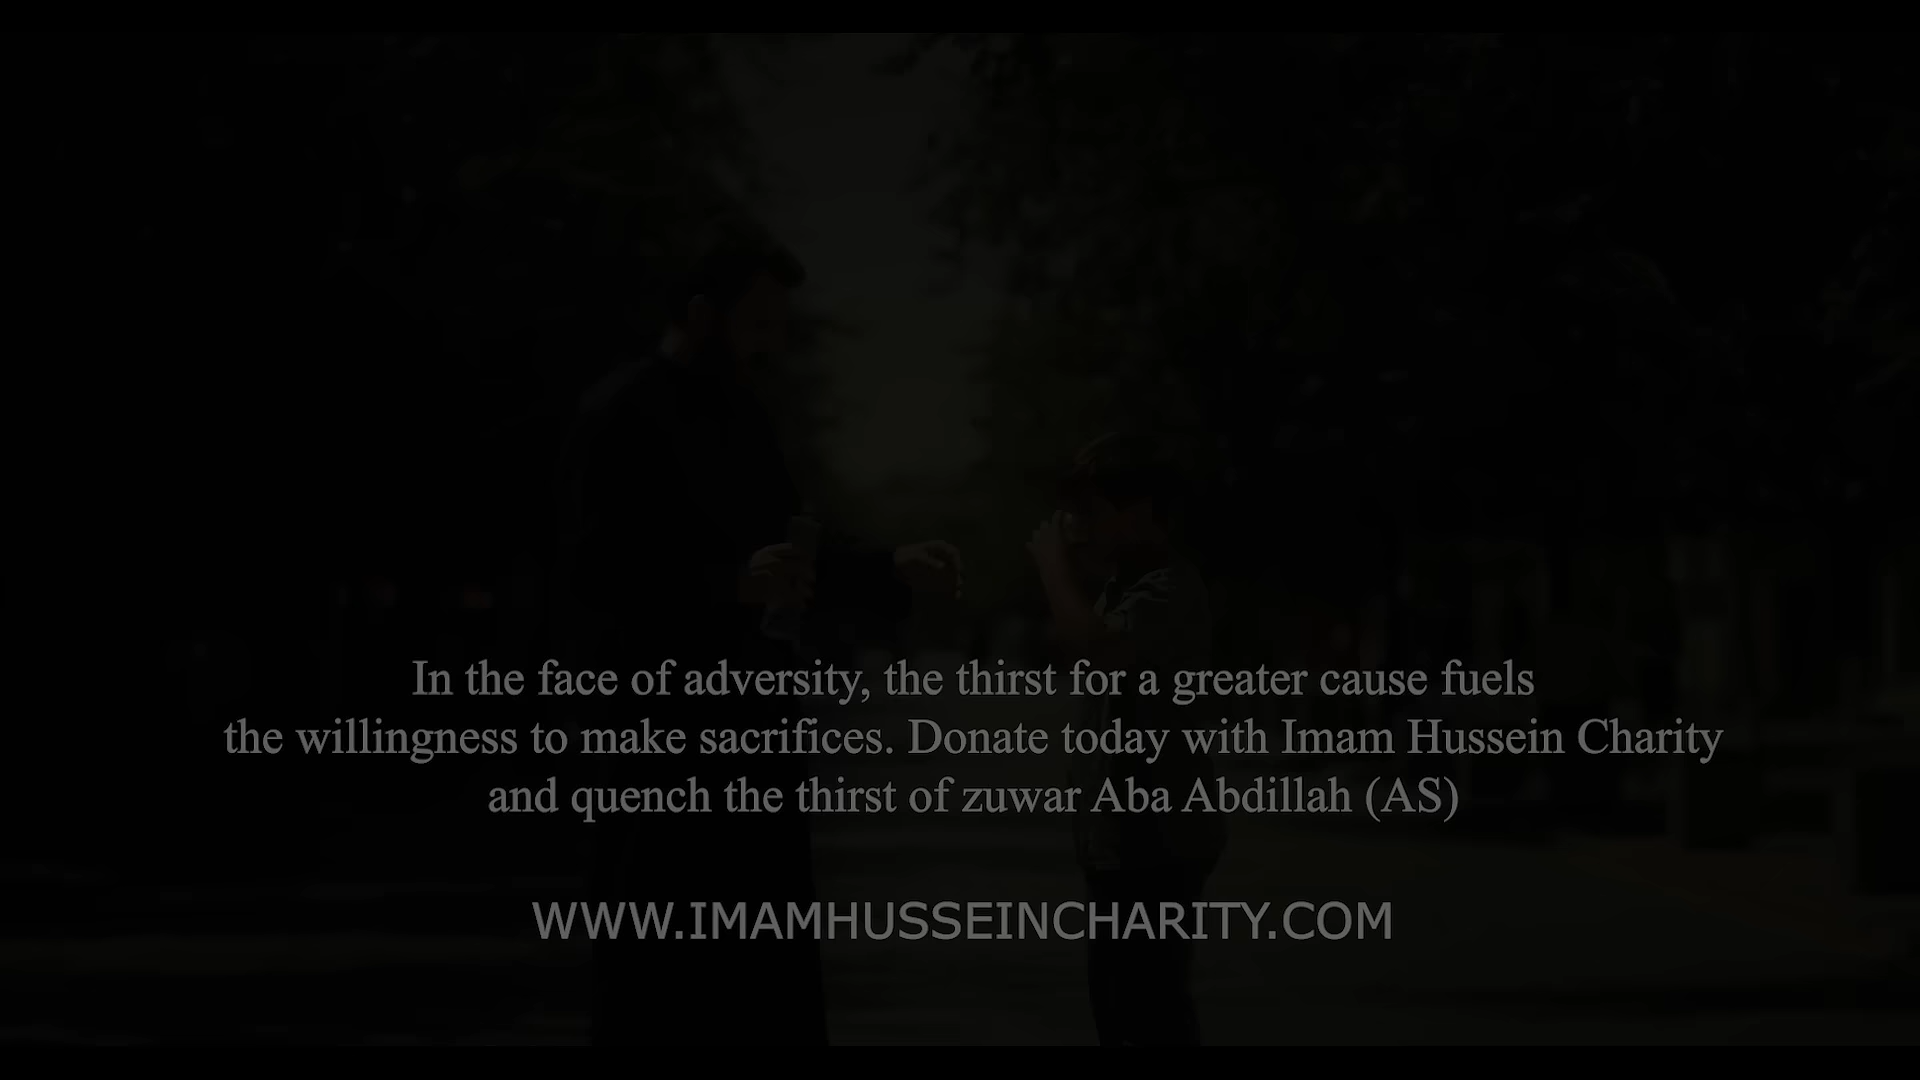 In the face of adversity, the thirst for a greater cause fuels
the willingness to make sacrifices. Donate today with Imam Hussein Charity
and quench the thirst of zuwar Aba Abdillah (AS)
WWW.IMAMHUSSEINCHARITY.COM